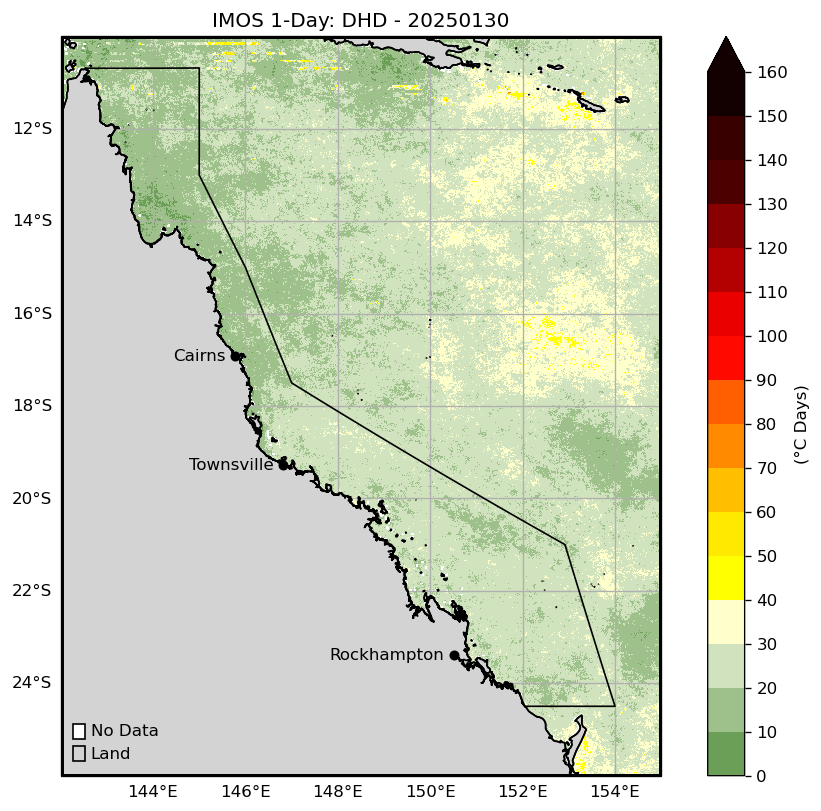 IMOS 1-Day: DHD - 20250130
12°S
14°S
16°S
18°S
20°S
22°S
24°S
Cairns
Townsville
Rockhampton
No Data
Land
144°E 146°E 148°E 150°E 152°E 154°E
160
150
140
130
120
110
100
90
80
70
60
50
40
30
20
10
0
(°C Days)